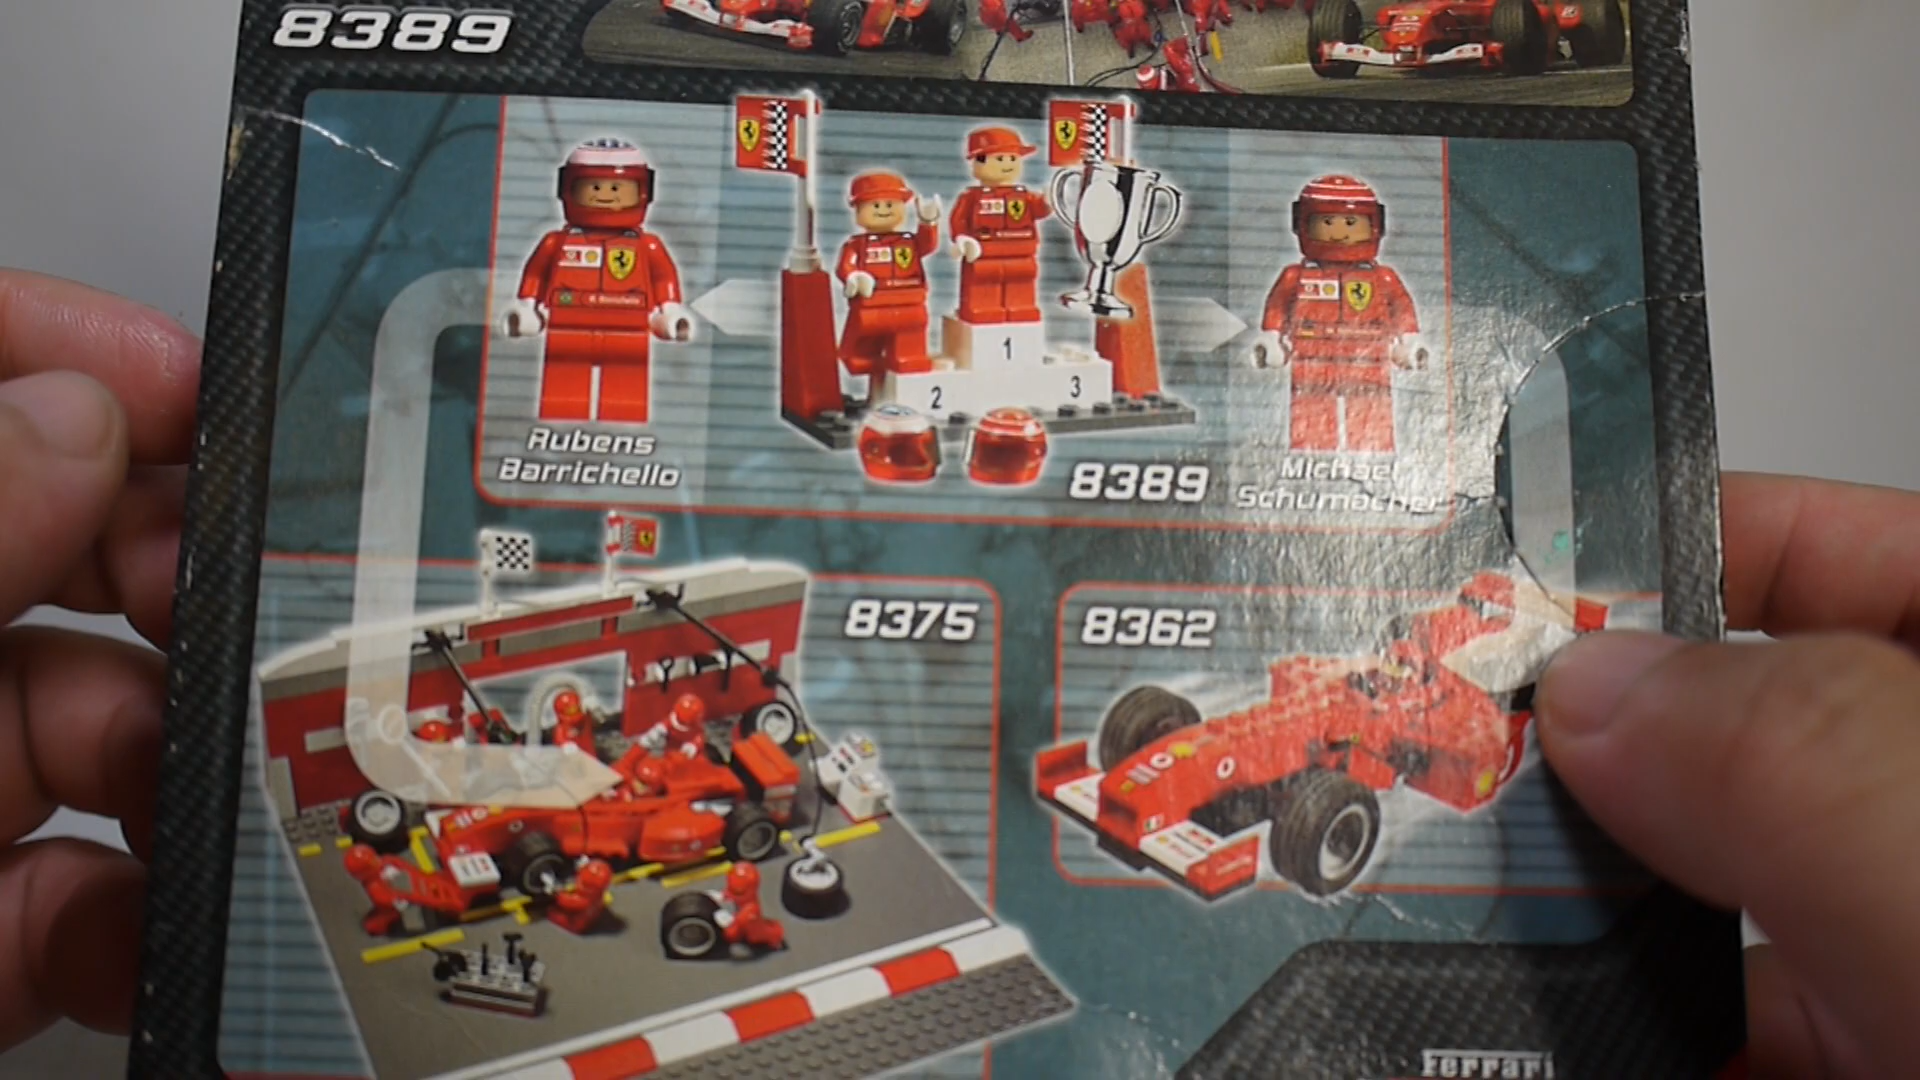 8389
1
2
3
Rubens
Barrichello
8389
Michael
Schumacher
8375
8362
Ferrari